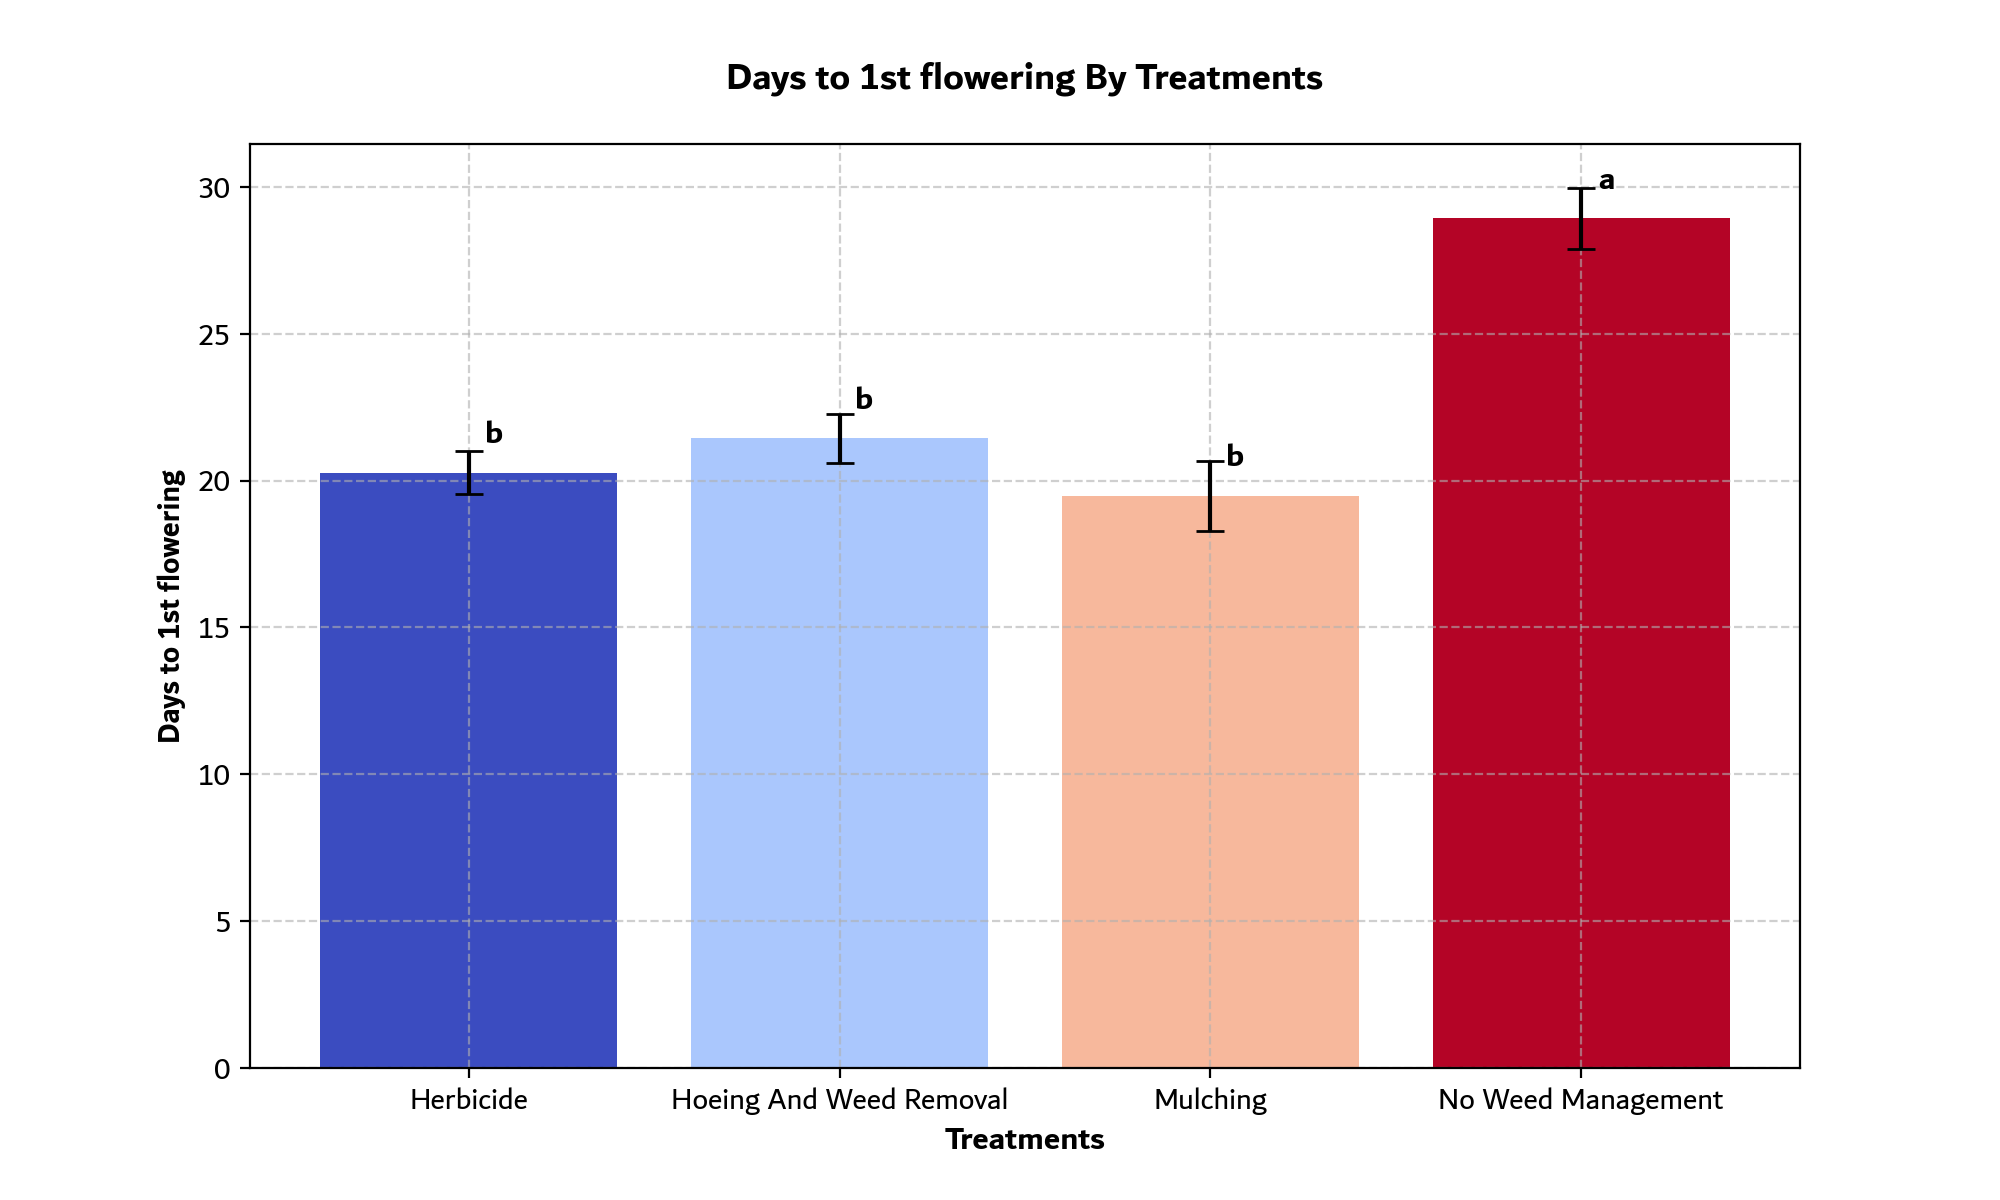 Days to 1st flowering By Treatments
a
b
b
b
30
25
20
15
10
5
0
Days to 1st flowering
Herbicide
Hoeing And Weed Removal
Mulching
No Weed Management
Treatments